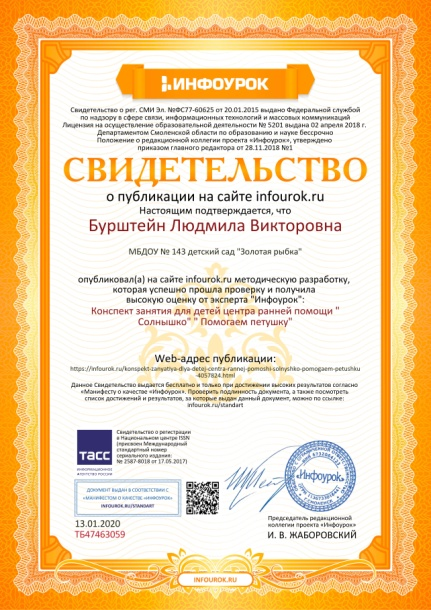 ИНФОУРОК
Свидетельство о рег. СМИ Эл. №ФС77-60625 от 20.01.2015 выдано Федеральной службой
по надзору в сфере связи, информационных технологий и массовых коммуникаций
Лицензия на осуществление образовательной деятельности № 5201 выдана 02 апреля 2018 г.
Департаментом Смоленской области по образованию и науке бессрочно
Положение о редакционной коллегии проекта «Инфоурок», утверждено
приказом главного редактора от 28.11.2018 №1
СВИДЕТЕЛЬСТВО
о публикации на сайте infourok.ru
Настоящим подтверждается, что
Бурштейн Людмила Викторовна
МБДОУ № 143 детский сад "Золотая рыбка"
опубликовал(а) на сайте infourok.ru методическую разработку,
которая успешно прошла проверку и получила
высокую оценку от эксперта "Инфоурок":
Конспект занятия для детей центра ранней помощи "
Солнышко" " Помогаем петушку"
Web-адрес публикации:
https://infourok.ru/konspekt-zanyatiya-dlya-detej-centra-rannej-pomoshi-solnyshko-pomogaem-petushku
-4057824.html
Данное Свидетельство выдается бесплатно и только при достижении высоких результатов согласно
«Манифесту о качестве «Инфоурок». Проверить подлинность документа, а также посмотреть
список достижений и результатов, за которые выдан данный документ, можно по ссылке:
infourok.ru/standart
ТАСС
ИНФОРМАЦИОННОЕ
АГЕНТСТВО РОССИИ
Свидетельство о регистрации
в Национальном центре ISSN
(присвоен Международный
стандартный номер
сериального издания:
№ 2587-8018 от 17.05.2017)
ДОКУМЕНТ ВЫДАН В СООТВЕТСТВИИ С
«МАНИФЕСТОМ О КАЧЕСТВЕ «ИНФОУРОК»
INFOUROK.RU/STANDART
13.01.2020
ТБ47463059
«Инфоурок»
Председатель редакционной
коллегии проекта «Инфоурок»
И. В. ЖАБОРОВСКИЙ
INFOUROK.RU